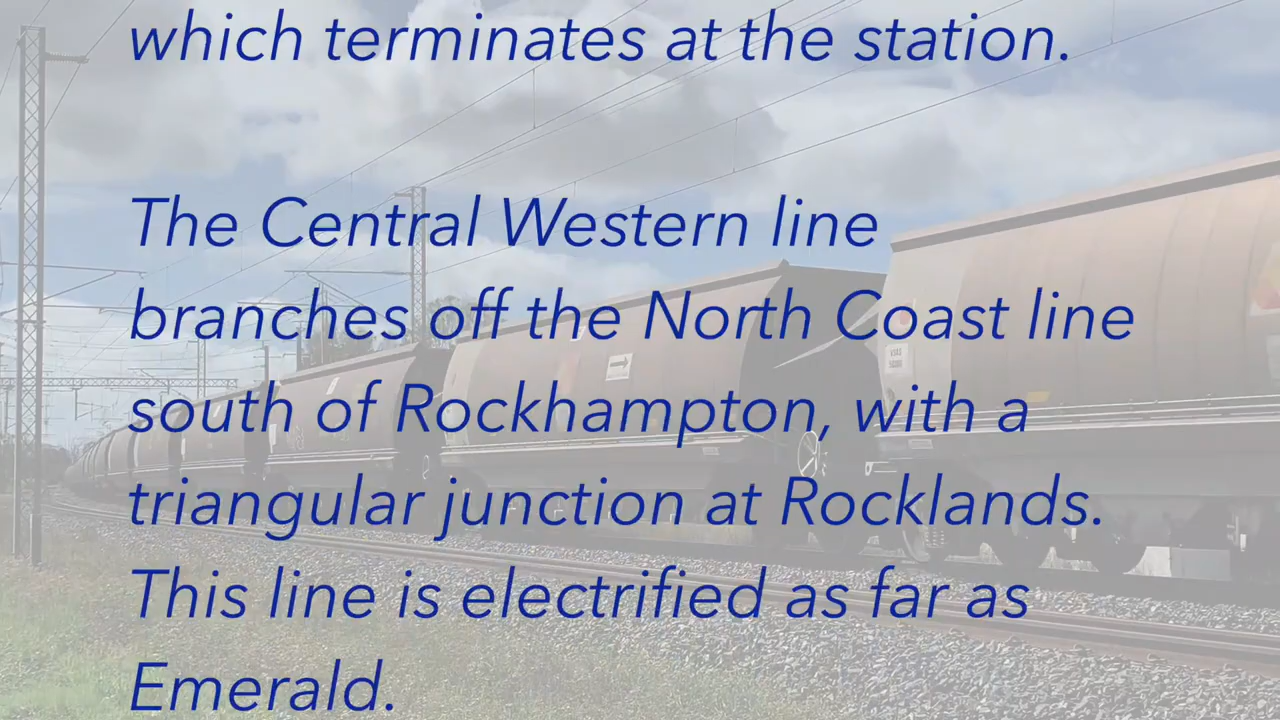 which terminates at the station.
The Central Western line
branches off the North Coast line
south of Rockhampton, with a
triangular junction at Rocklands.
This line is electrified as far as
Emerald.